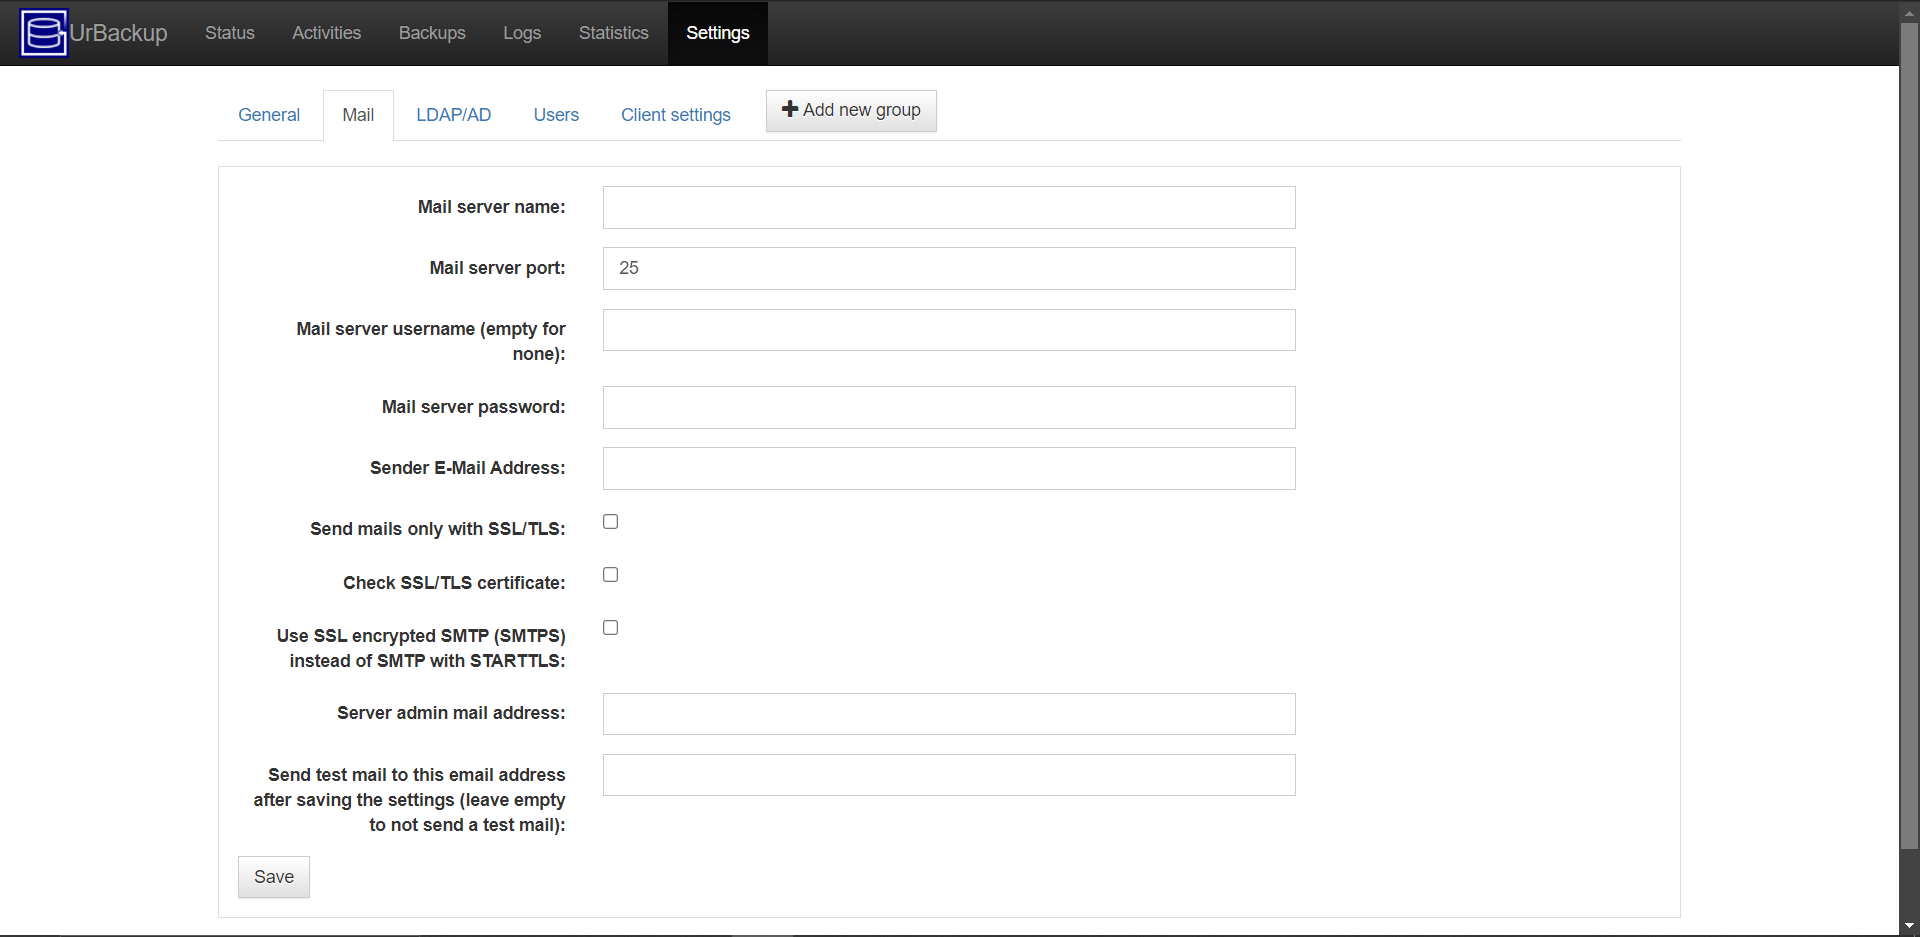 UrBackup Status Activities Backups Logs Statistics Settings
General Mail LDAP/AD Users Client settings Add new group
Mail server name:
Mail server port: 25
Mail server username (empty for
none):
Mail server password:
Sender E-Mail Address:
Send mails only with SSL/TLS:
Check SSL/TLS certificate:
Use SSL encrypted SMTP (SMTPS)
instead of SMTP with STARTTLS:
Server admin mail address:
Send test mail to this email address
after saving the settings (leave empty
to not send a test mail):
Save